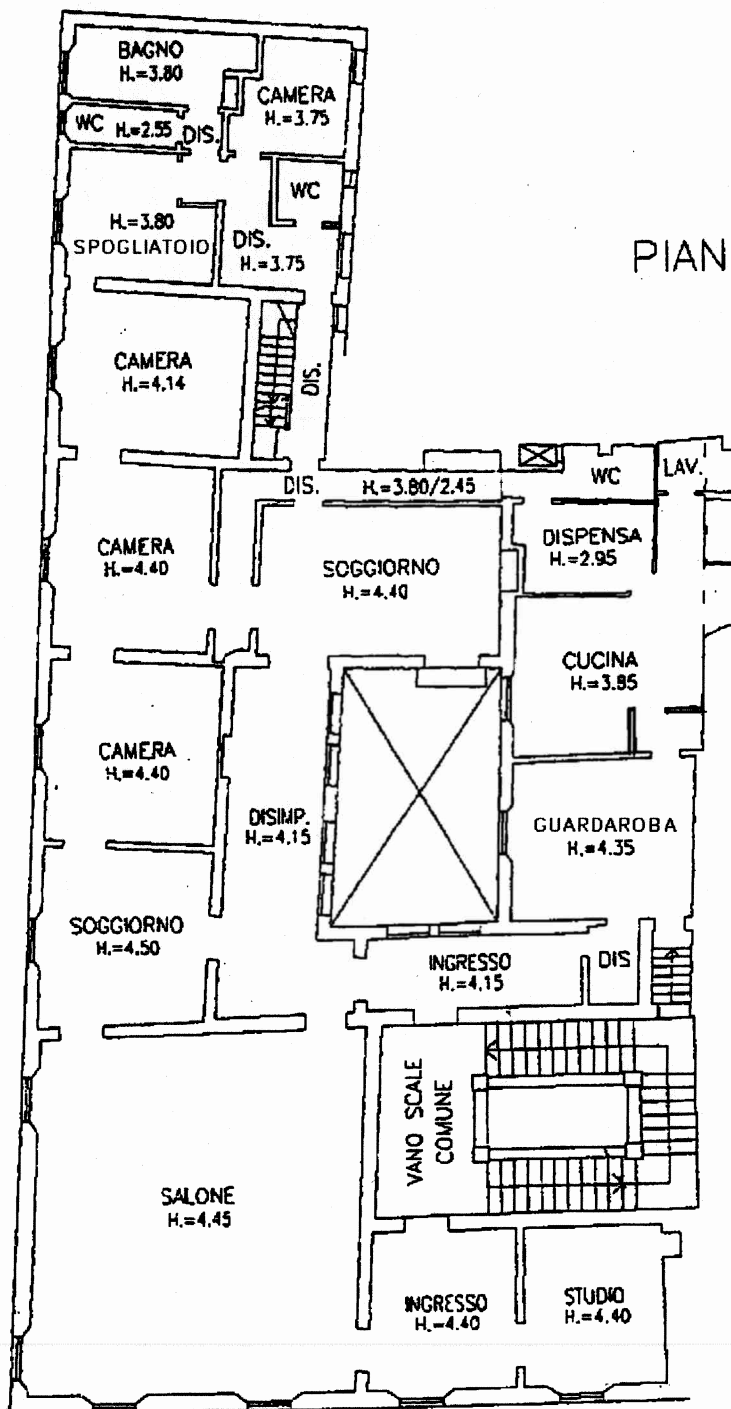 BAGNO
H.=3.80
CAMERA
H.=3.75
WC
H.=2.55
DIS.
WC
H.=3.80
SPOGLIATOIO
DIS.
H.=3.75
PIAN
CAMERA
H.=4.14
DIS.
DIS.
H.=3.80/2.45
WC
LAV.
CAMERA
H.=4.40
SOGGIORNO
H.=4.40
DISPENSA
H.=2.95
CUCINA
H.=3.85
CAMERA
H.=4.40
DISIMP.
H.=4.15
GUARDAROBA
H.=4.35
SOGGIORNO
H.=4.50
INGRESSO
H.=4.15
DIS
VANO SCALE
COMUNE
SALONE
H.=4.45
INGRESSO
H.=4.40
STUDIO
H.=4.40